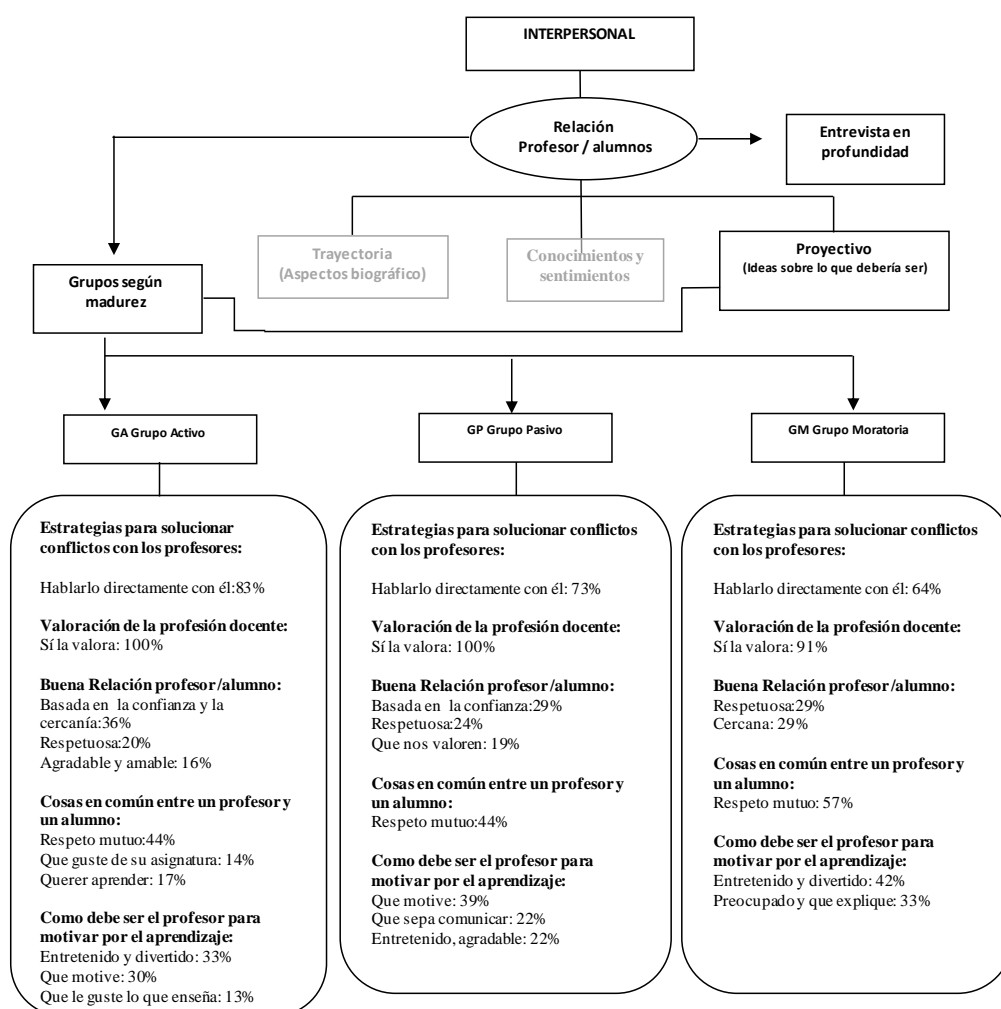 INTERPERSONAL
Relación
Profesor / alumnos
Entrevista en
profundidad
Trayectoria
(Aspectos biográfico)
Conocimientos y
sentimientos
Proyectivo
(Ideas sobre lo que debería ser)
Grupos según
madurez
GA Grupo Activo
GP Grupo Pasivo
GM Grupo Moratoria
Estrategias para solucionar
conflictos con los profesores:
Hablarlo directamente con él:83%
Valoración de la profesión docente:
Sí la valora: 100%
Buena Relación profesor/alumno:
Basada en la confianza y la
cercanía:36%
Respetuosa:20%
Agradable y amable: 16%
Cosas en común entre un profesor y
un alumno:
Respeto mutuo:44%
Que guste de su asignatura: 14%
Querer aprender: 17%
Como debe ser el profesor para
motivar por el aprendizaje:
Entretenido y divertido: 33%
Que motive: 30%
Que le guste lo que enseña: 13%
Estrategias para solucionar conflictos
con los profesores:
Hablarlo directamente con él: 73%
Valoración de la profesión docente:
Sí la valora: 100%
Buena Relación profesor/alumno:
Basada en la confianza:29%
Respetuosa:24%
Que nos valoren: 19%
Cosas en común entre un profesor y
un alumno:
Respeto mutuo:44%
Como debe ser el profesor para
motivar por el aprendizaje:
Que motive: 39%
Que sepa comunicar: 22%
Entretenido, agradable: 22%
Estrategias para solucionar conflictos
con los profesores:
Hablarlo directamente con él: 64%
Valoración de la profesión docente:
Sí la valora: 91%
Buena Relación profesor/alumno:
Respetuosa:29%
Cercana: 29%
Cosas en común entre un profesor y
un alumno:
Respeto mutuo: 57%
Como debe ser el profesor para
motivar por el aprendizaje:
Entretenido y divertido: 42%
Preocupado y que explique: 33%